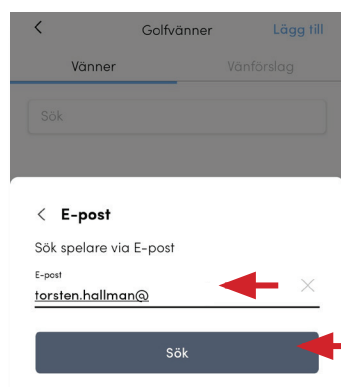 Golfvänner Lägg till
Vänner Vänförslag
Sök
E-post
Sök spelare via E-post
E-post
torsten.hallman@
Sök